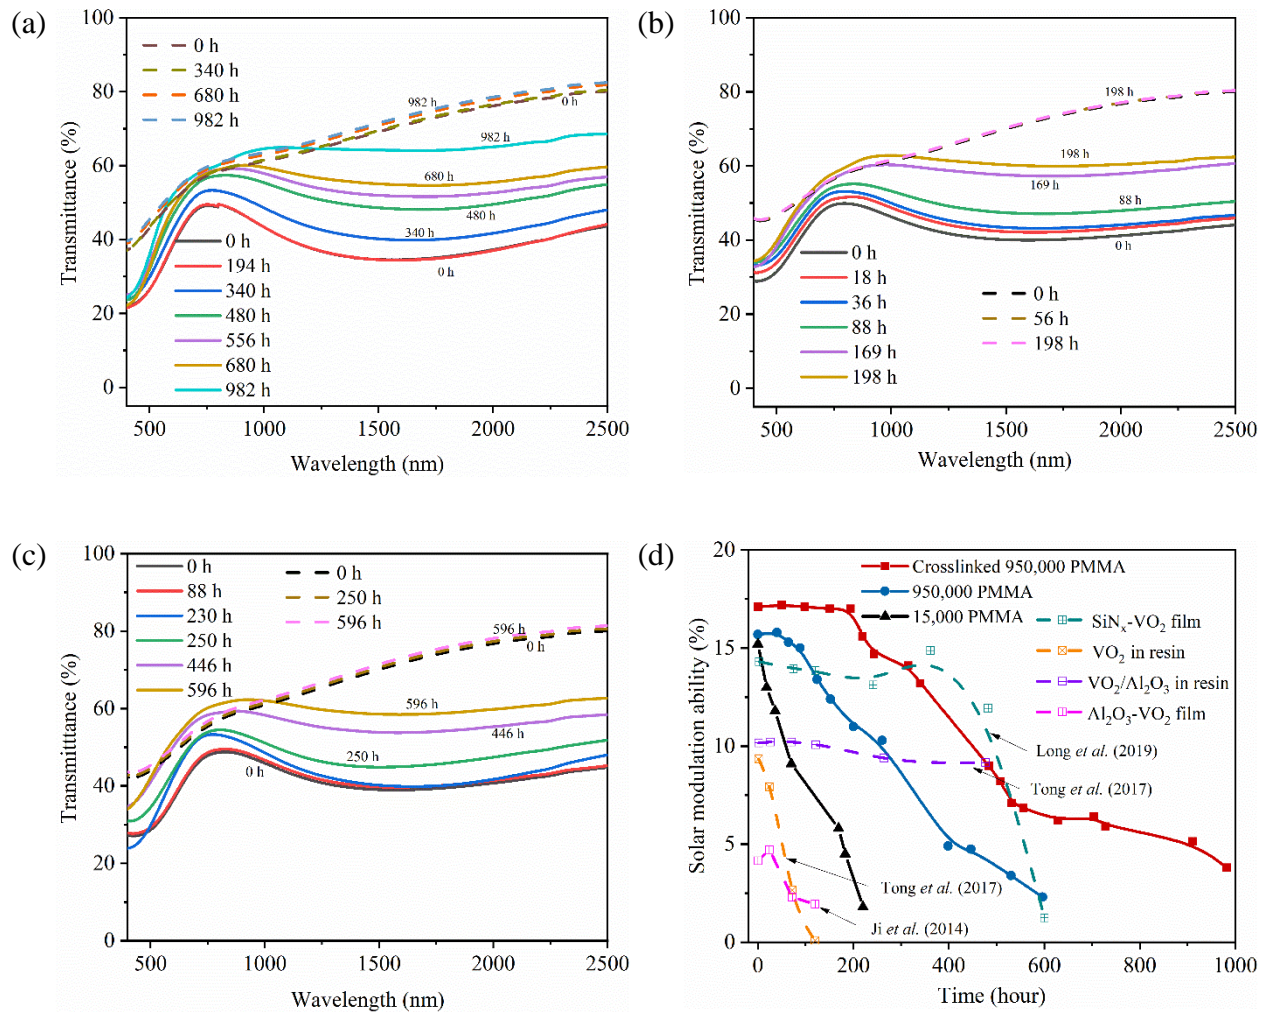 (a)
100
80
60
40
20
0
Transmittance (%)
0 h
340 h
680 h
982 h
982 h
0 h
982 h
680 h
480 h
340 h
0 h
0 h
194 h
340 h
480 h
556 h
680 h
982 h
500 1000 1500 2000 2500
Wavelength (nm)
(b)
100
80
60
40
20
0
Transmittance (%)
198 h
198 h
169 h
88 h
0 h
0 h
18 h
36 h
88 h
169 h
198 h
0 h
56 h
198 h
500 1000 1500 2000 2500
Wavelength (nm)
(c)
100
80
60
40
20
0
Transmittance (%)
0 h
88 h
230 h
250 h
446 h
596 h
0 h
250 h
596 h
596 h
0 h
596 h
446 h
250 h
0 h
500 1000 1500 2000 2500
Wavelength (nm)
(d)
20
15
10
5
0
Solar modulation ability (%)
Crosslinked 950,000 PMMA
950,000 PMMA
15,000 PMMA
SiNₓ-VO₂ film
VO₂ in resin
VO₂/Al₂O₃ in resin
Al₂O₃-VO₂ film
Long et al. (2019)
Tong et al. (2017)
Tong et al. (2017)
Ji et al. (2014)
0 200 400 600 800 1000
Time (hour)